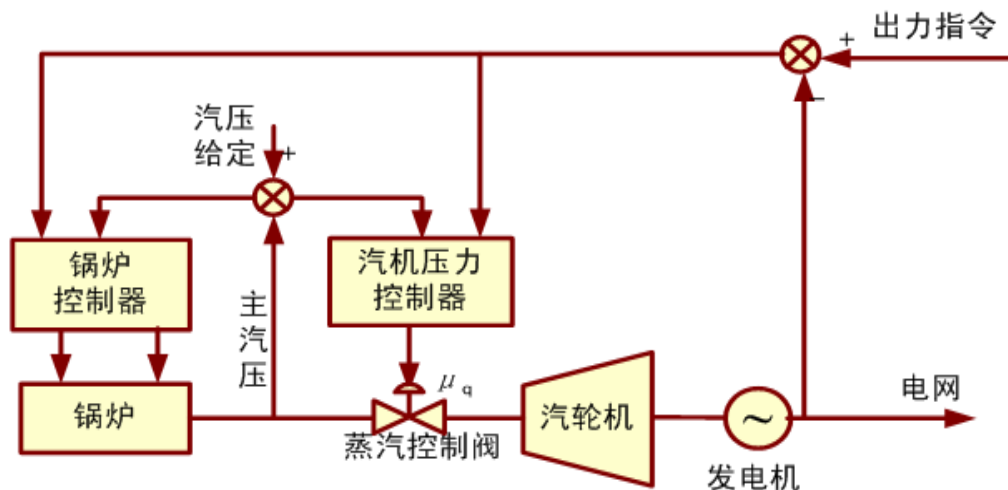 出力指令
+
-
汽压
给定
+
锅炉
控制器
汽机压力
控制器
主
汽
压
μq
锅炉
蒸汽控制阀
汽轮机
~
发电机
电网